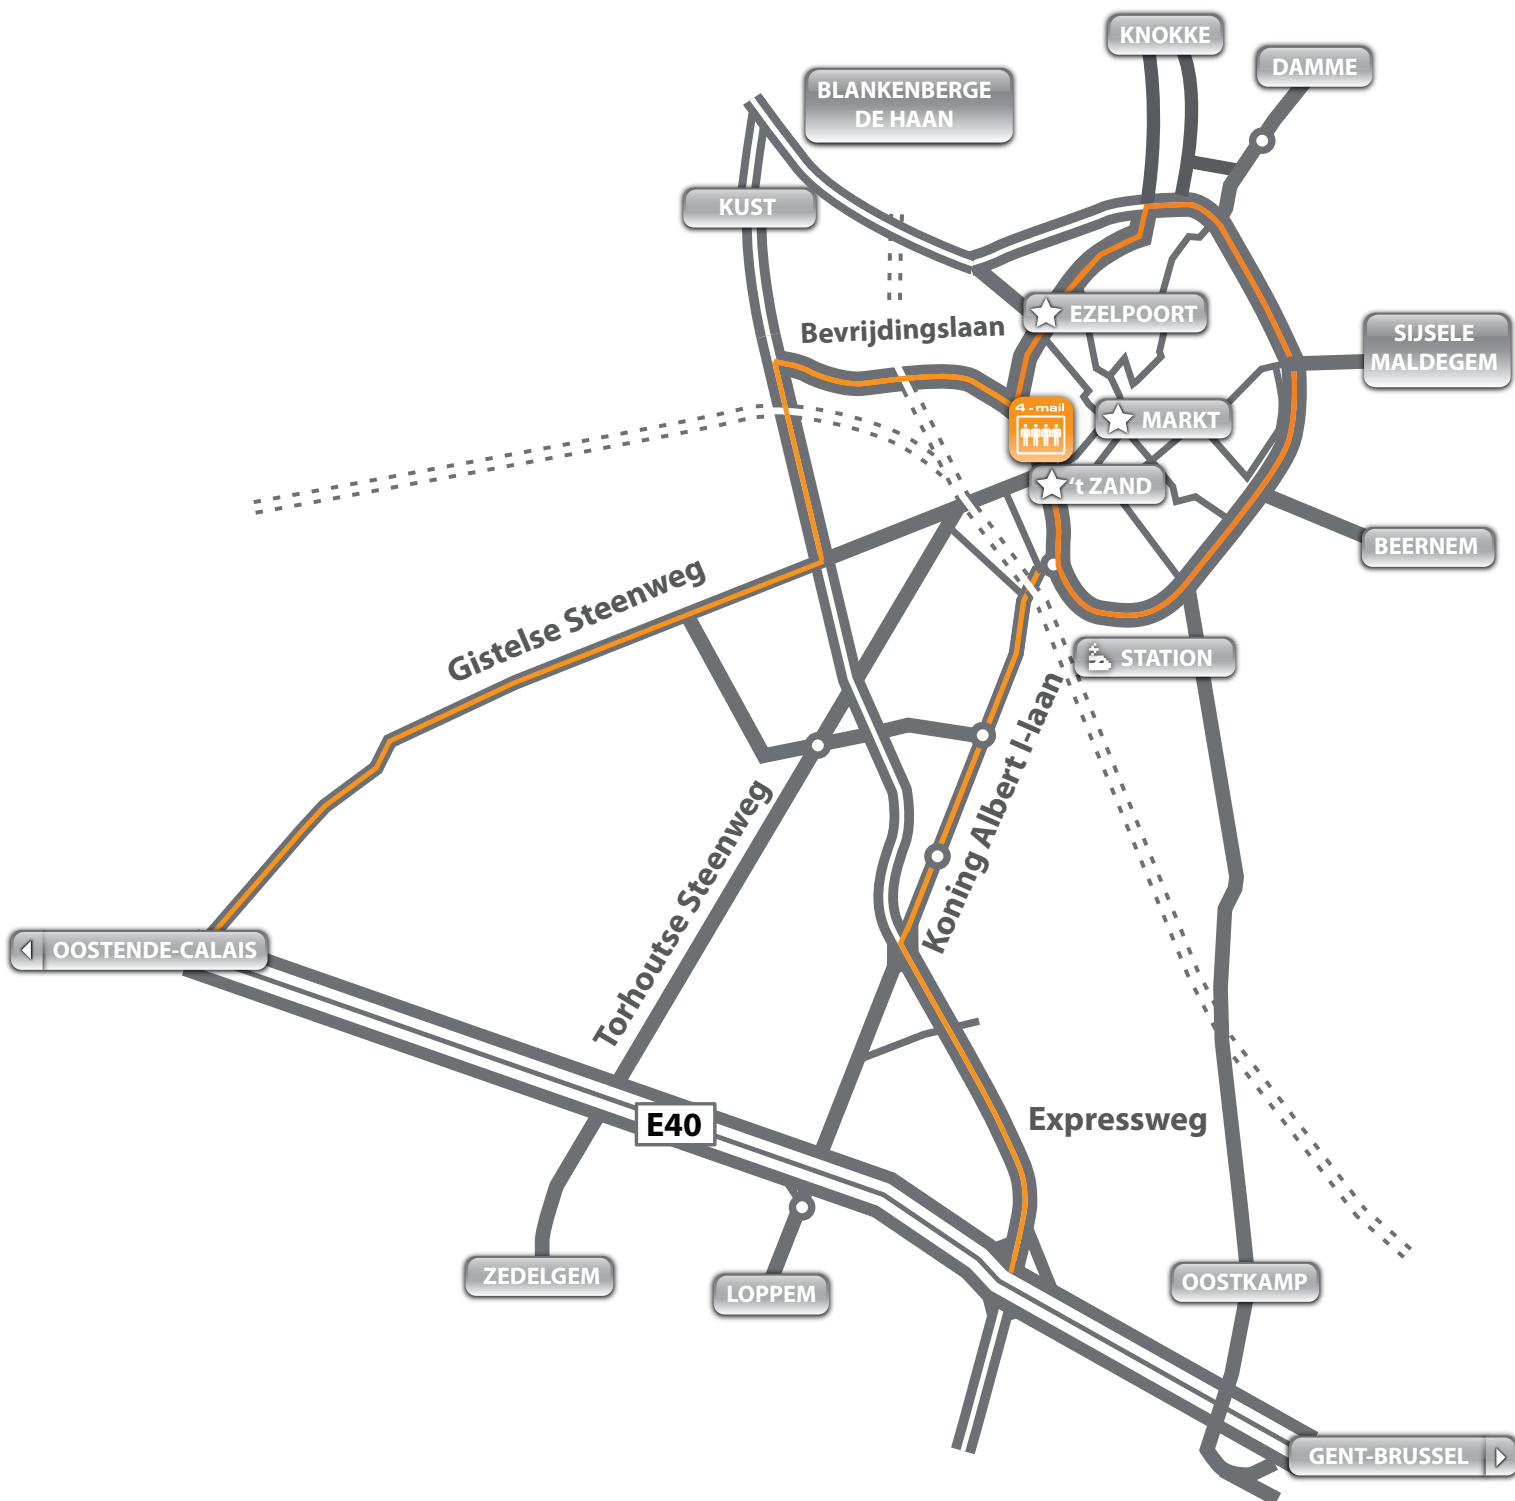 KNOKKE
DAMME
BLANKENBERGE
DE HAAN
KUST
EZELPOORT
Bevrijdingslaan
SIJSELE
MALDEGEM
4-mail
MARKT
't ZAND
BEERNEM
Gistelse Steenweg
STATION
Koning Albert I-laan
Torhoutse Steenweg
OOSTENDE-CALAIS
E40
Expressweg
ZEDELGEM
LOPPEM
OOSTKAMP
GENT-BRUSSEL